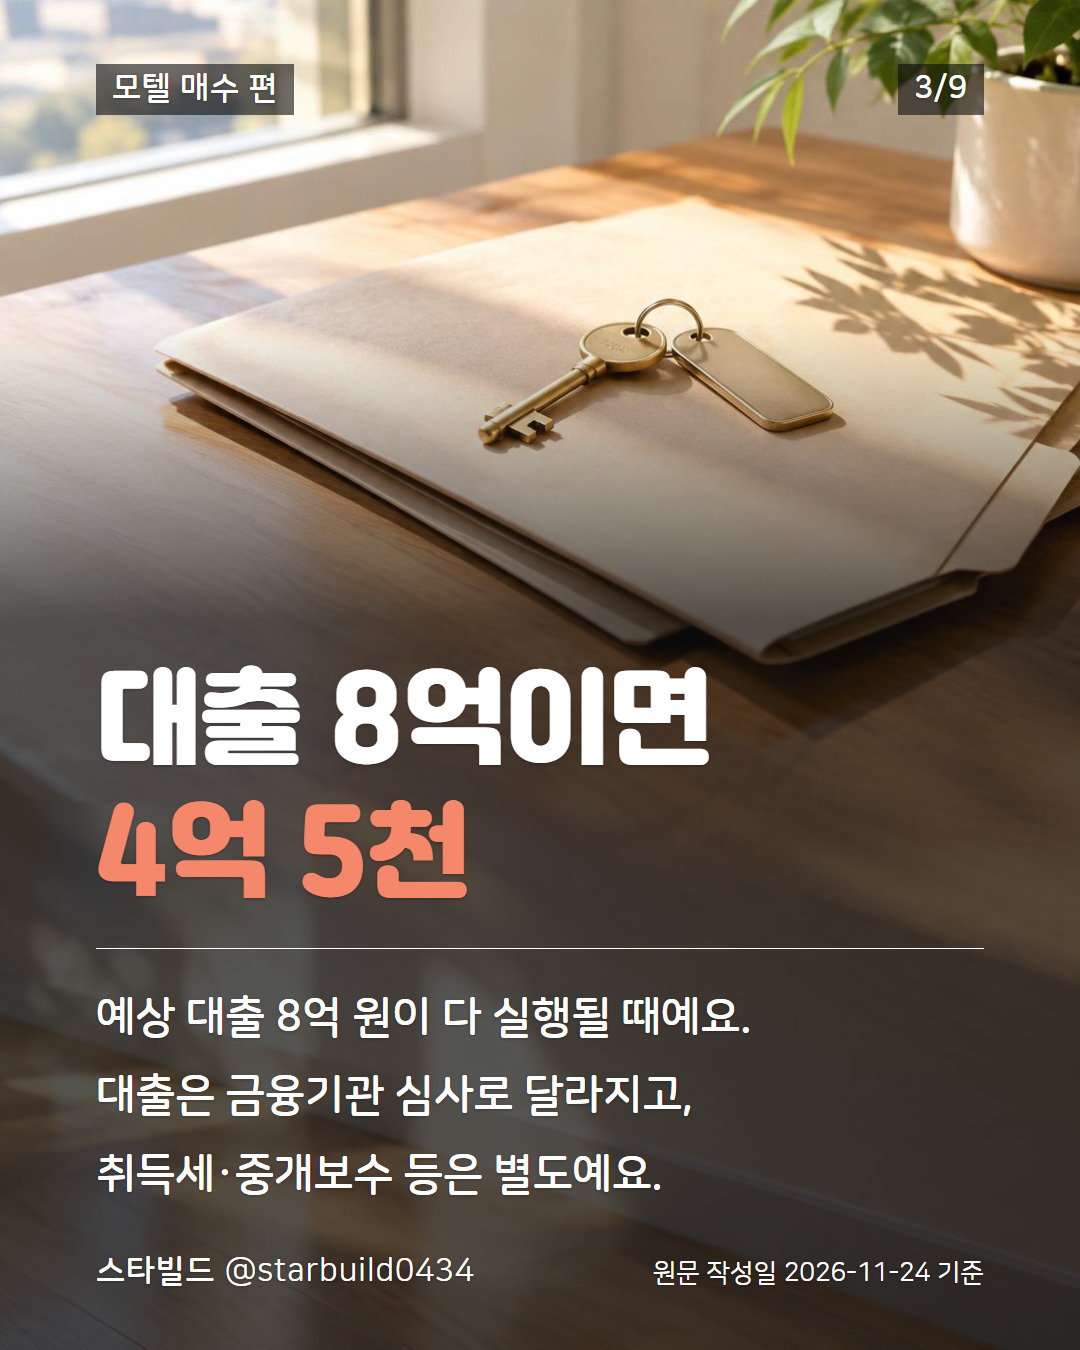 모텔 매수 편
3/9
대출 8억이면
4억 5천
예상 대출 8억 원이 다 실행될 때예요.
대출은 금융기관 심사로 달라지고,
취득세·중개보수 등은 별도예요.
스타빌드 @starbuild0434
원문 작성일 2026-11-24 기준